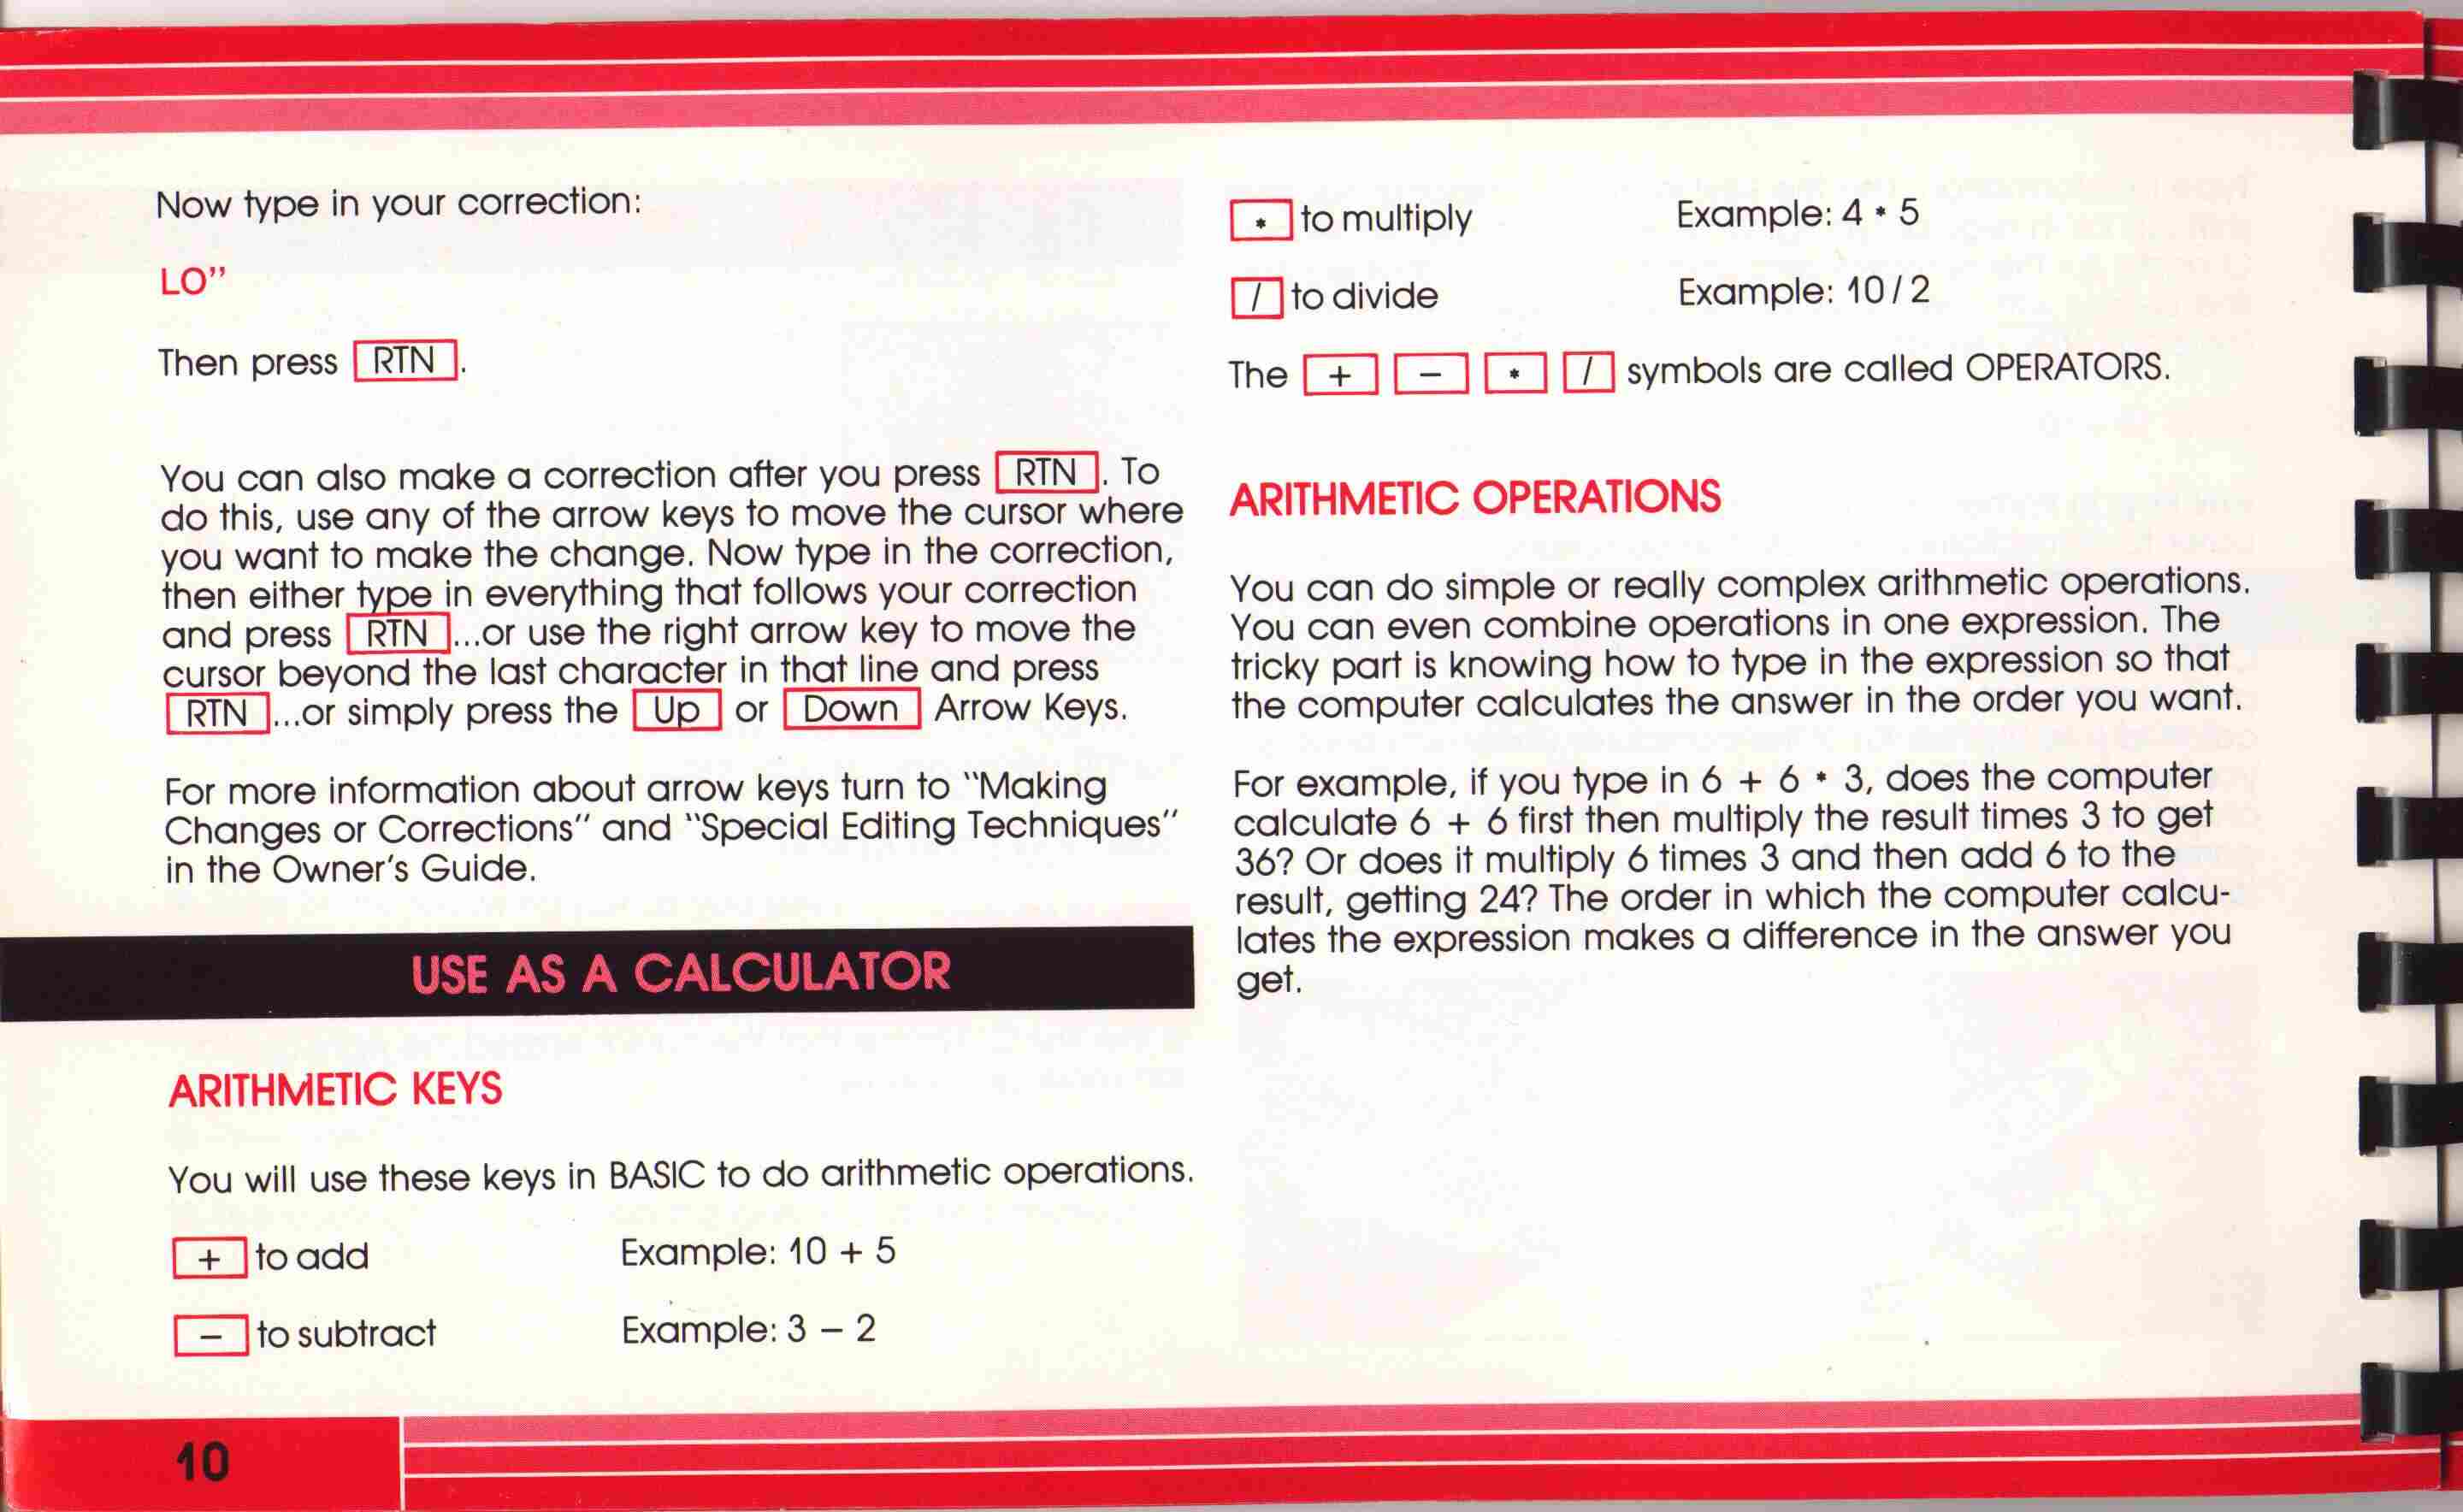 Now type in your correction:
LO”
Then press RTN.
You can also make a correction after you press RTN. To
do this, use any of the arrow keys to move the cursor where
you want to make the change. Now type in the correction,
then either type in everything that follows your correction
and press RTN...or use the right arrow key to move the
cursor beyond the last character in that line and press
RTN...or simply press the Up or Down Arrow Keys.
For more information about arrow keys turn to "Making
Changes or Corrections" and "Special Editing Techniques"
in the Owner's Guide.
USE AS A CALCULATOR
ARITHMETIC KEYS
You will use these keys in BASIC to do arithmetic operations.
+ to add Example: 10 + 5
− to subtract Example: 3 − 2
* to multiply Example: 4 * 5
/ to divide Example: 10 / 2
The + − * / symbols are called OPERATORS.
ARITHMETIC OPERATIONS
You can do simple or really complex arithmetic operations.
You can even combine operations in one expression. The
tricky part is knowing how to type in the expression so that
the computer calculates the answer in the order you want.
For example, if you type in 6 + 6 * 3, does the computer
calculate 6 + 6 first then multiply the result times 3 to get
36? Or does it multiply 6 times 3 and then add 6 to the
result, getting 24? The order in which the computer calcu-
lates the expression makes a difference in the answer you
get.
10